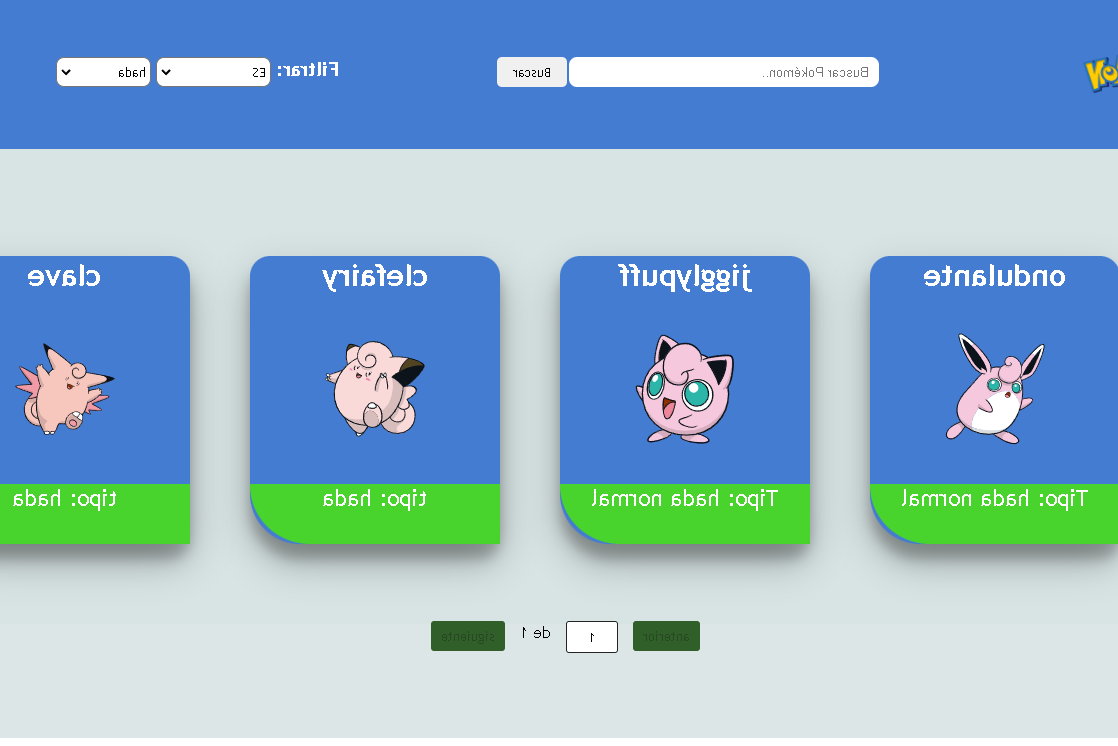 Filtrar:
ES
hada
Buscar Pokémon..
Buscar
ondulante
jigglypuff
clefairy
clave
Tipo: hada normal
Tipo: hada normal
tipo: hada
tipo: hada
anterior
1
de 1
siguiente